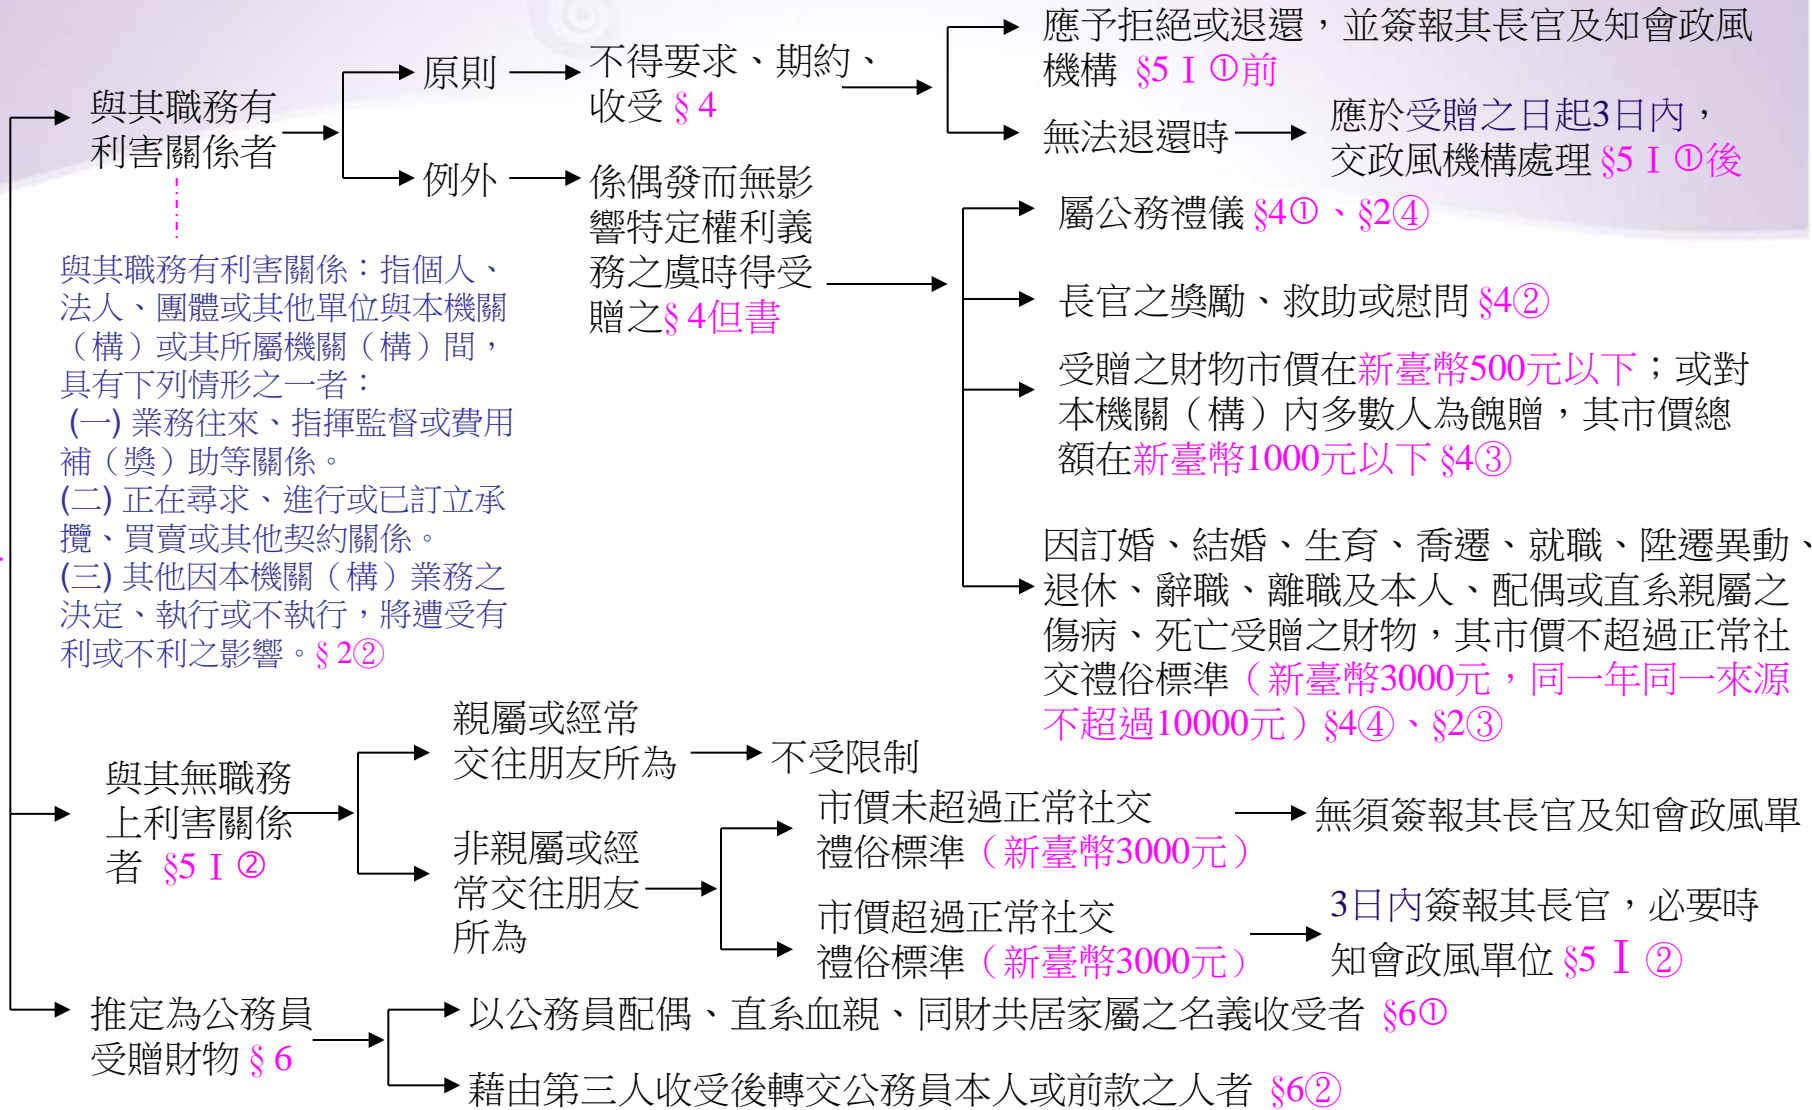 與其職務有
利害關係者
原則
不得要求、期約、
收受§4
應予拒絕或退還，並簽報其長官及知會政風
機構 §5Ⅰ①前
無法退還時
應於受贈之日起3日內，
交政風機構處理§5Ⅰ①後
例外
係偶發而無影
響特定權利義
務之虞時得受
贈之§4但書
屬公務禮儀§4①、§2④
長官之獎勵、救助或慰問§4②
受贈之財物市價在新臺幣500元以下；或對
本機關（構）內多數人為餽贈，其市價總
額在新臺幣1000元以下§4③
因訂婚、結婚、生育、喬遷、就職、陞遷異動、
退休、辭職、離職及本人、配偶或直系親屬之
傷病、死亡受贈之財物，其市價不超過正常社
交禮俗標準（新臺幣3000元，同一年同一來源
不超過10000元）§4④、§2③
與其職務有利害關係：指個人、
法人、團體或其他單位與本機關
（構）或其所屬機關（構）間，
具有下列情形之一者：
(一) 業務往來、指揮監督或費用
補（獎）助等關係。
(二) 正在尋求、進行或已訂立承
攬、買賣或其他契約關係。
(三) 其他因本機關（構）業務之
決定、執行或不執行，將遭受有
利或不利之影響。§2②
與其無職務
上利害關係
者 §5Ⅰ②
親屬或經常
交往朋友所為
不受限制
非親屬或經
常交往朋友
所為
市價未超過正常社交
禮俗標準（新臺幣3000元）
無須簽報其長官及知會政風單
市價超過正常社交
禮俗標準（新臺幣3000元）
3日內簽報其長官，必要時
知會政風單位§5Ⅰ②
推定為公務員
受贈財物§6
以公務員配偶、直系血親、同財共居家屬之名義收受者 §6①
藉由第三人收受後轉交公務員本人或前款之人者 §6②